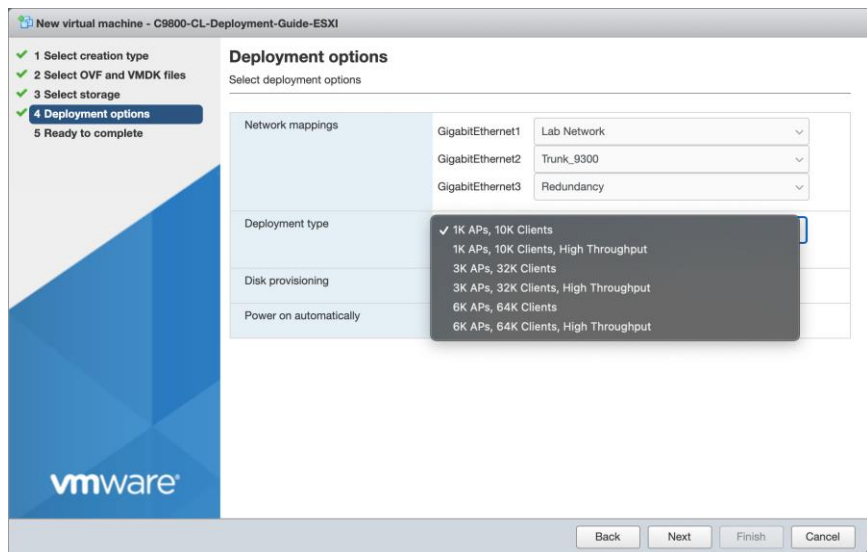 New virtual machine - C9800-CL-Deployment-Guide-ESXI
1 Select creation type
2 Select OVF and VMDK files
3 Select storage
4 Deployment options
5 Ready to complete
Deployment options
Select deployment options
Network mappings
GigabitEthernet1 Lab Network
GigabitEthernet2 Trunk_9300
GigabitEthernet3 Redundancy
Deployment type
1K APs, 10K Clients
1K APs, 10K Clients, High Throughput
3K APs, 32K Clients
3K APs, 32K Clients, High Throughput
6K APs, 64K Clients
6K APs, 64K Clients, High Throughput
Disk provisioning
Power on automatically
vmware®
Back Next Finish Cancel